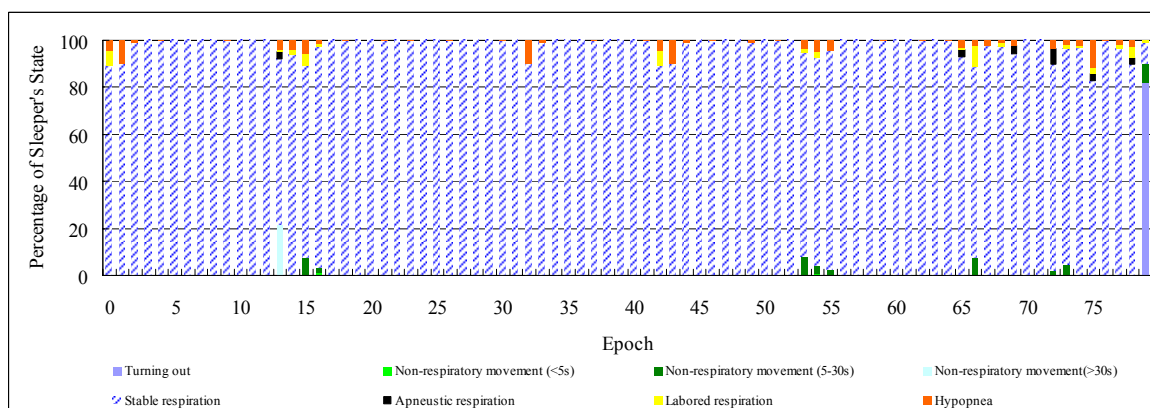 Percentage of Sleeper's State
100
80
60
40
20
0
0 5 10 15 20 25 30 35 40 45 50 55 60 65 70 75
Epoch
Turning out Non-respiratory movement (<5s) Non-respiratory movement (5-30s) Non-respiratory movement(>30s)
Stable respiration Apneustic respiration Labored respiration Hypopnea